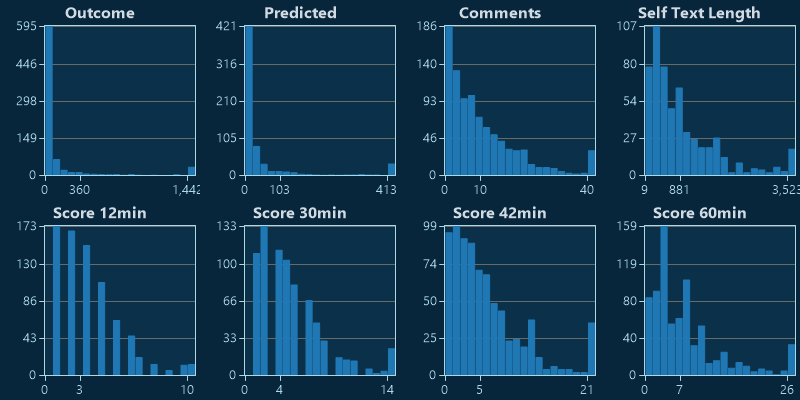 Outcome Predicted Comments Self Text Length
595 421 186 107
446 316 140 80
298 210 93 54
149 105 46 27
0 0 0 0
0 360 1,442 0 103 413 0 10 40 9 881 3,523
Score 12min Score 30min Score 42min Score 60min
173 133 99 159
130 100 74 119
86 66 50 80
43 33 25 40
0 0 0 0
0 3 10 0 4 14 0 5 21 0 7 26